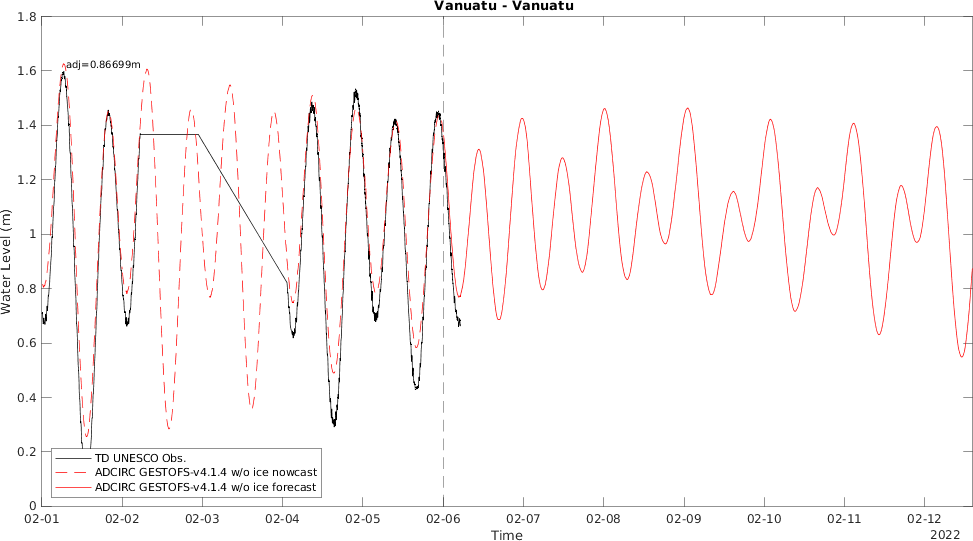 Vanuatu - Vanuatu
adj=0.86699m
Water Level (m)
1.8
1.6
1.4
1.2
1
0.8
0.6
0.4
0.2
0
TD UNESCO Obs.
ADCIRC GESTOFS-v4.1.4 w/o ice nowcast
ADCIRC GESTOFS-v4.1.4 w/o ice forecast
02-01 02-02 02-03 02-04 02-05 02-06 02-07 02-08 02-09 02-10 02-11 02-12
Time
2022